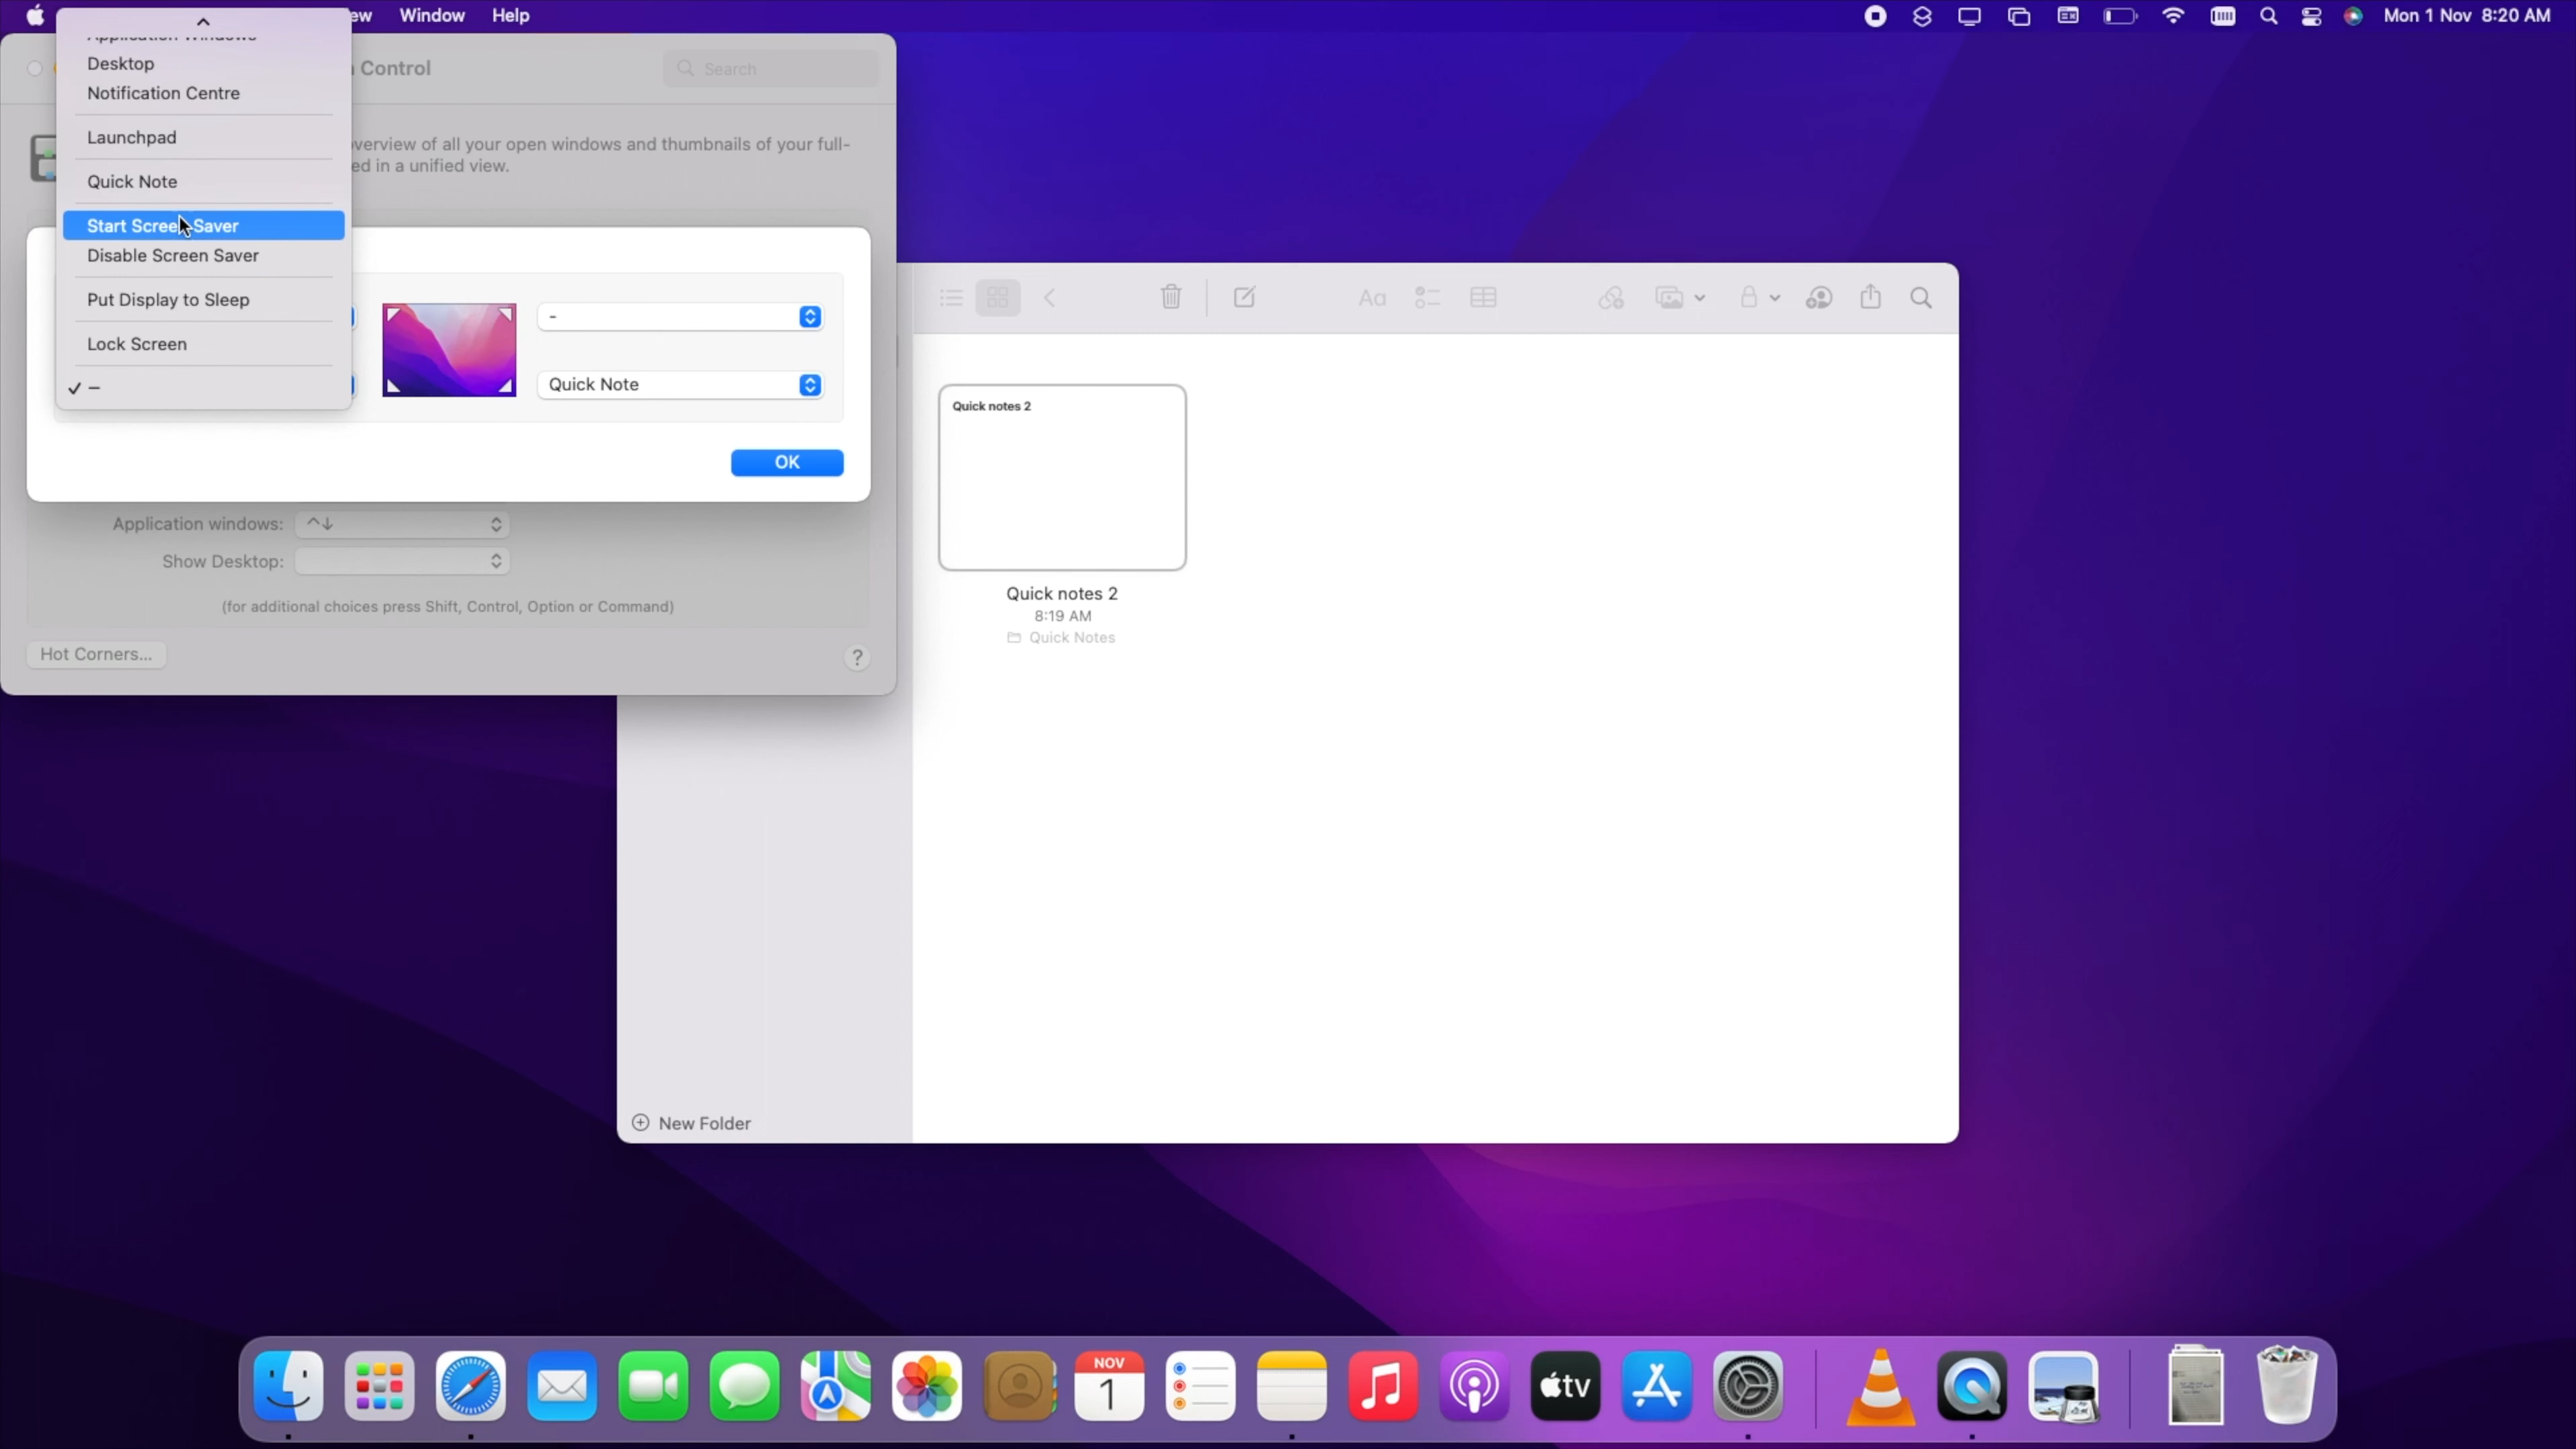 ew Window Help
Mon 1 Nov 8:20 AM
Application Windows
Desktop
Notification Centre
Launchpad
Quick Note
Start Screen Saver
Disable Screen Saver
Put Display to Sleep
Lock Screen
✓ –
Control
Search
overview of all your open windows and thumbnails of your full-
ed in a unified view.
-
Quick Note
OK
Application windows: ^↓
Show Desktop:
(for additional choices press Shift, Control, Option or Command)
Hot Corners...
?
Aa
Quick notes 2
Quick notes 2
8:19 AM
Quick Notes
New Folder
NOV
1
tv